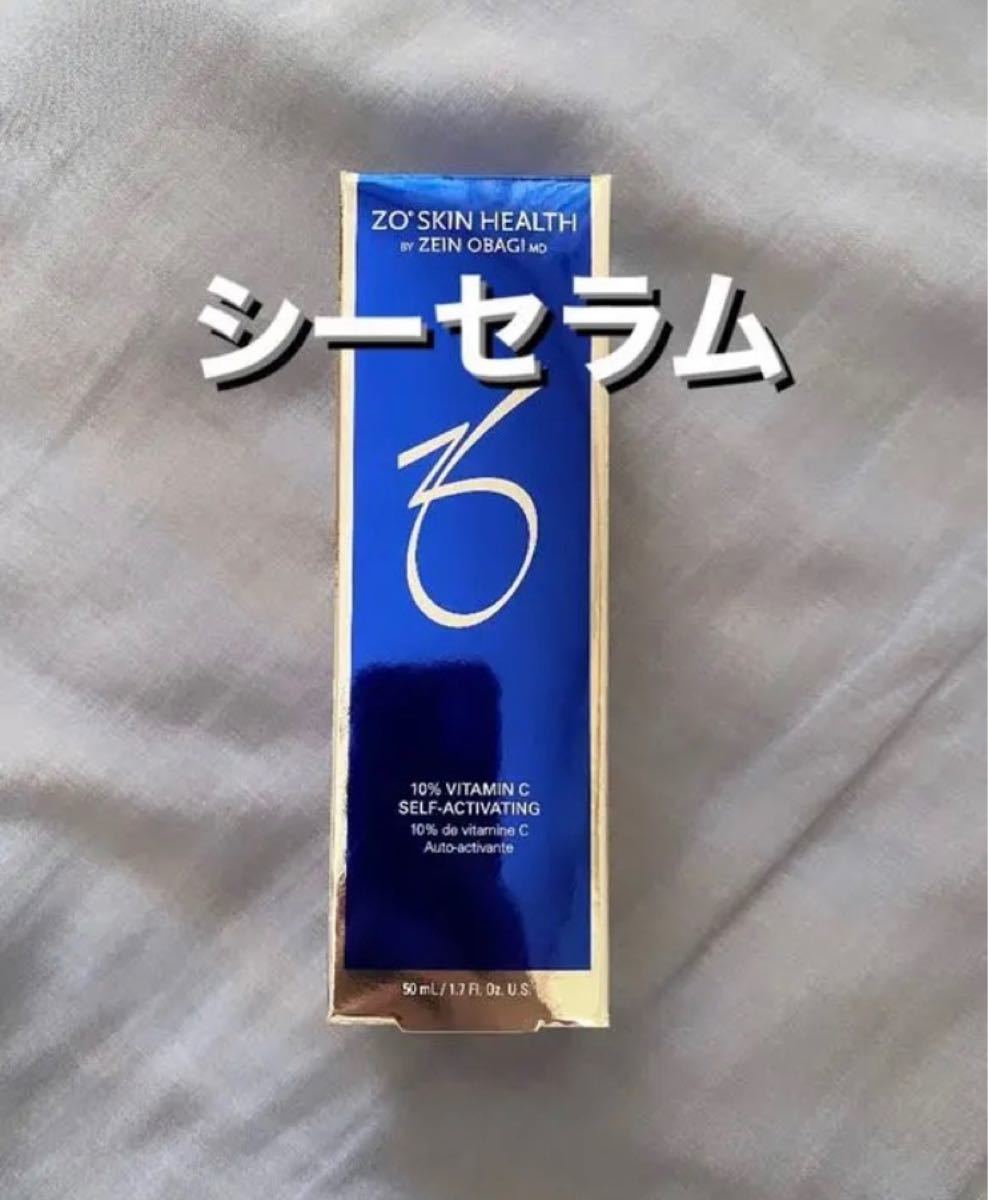 ZO® SKIN HEALTH
BY ZEIN OBAGI MD
シーセラム
10% VITAMIN C
SELF-ACTIVATING
10% de vitamine C
Auto-activante
50 mL / 1.7 Fl. Oz. U.S.